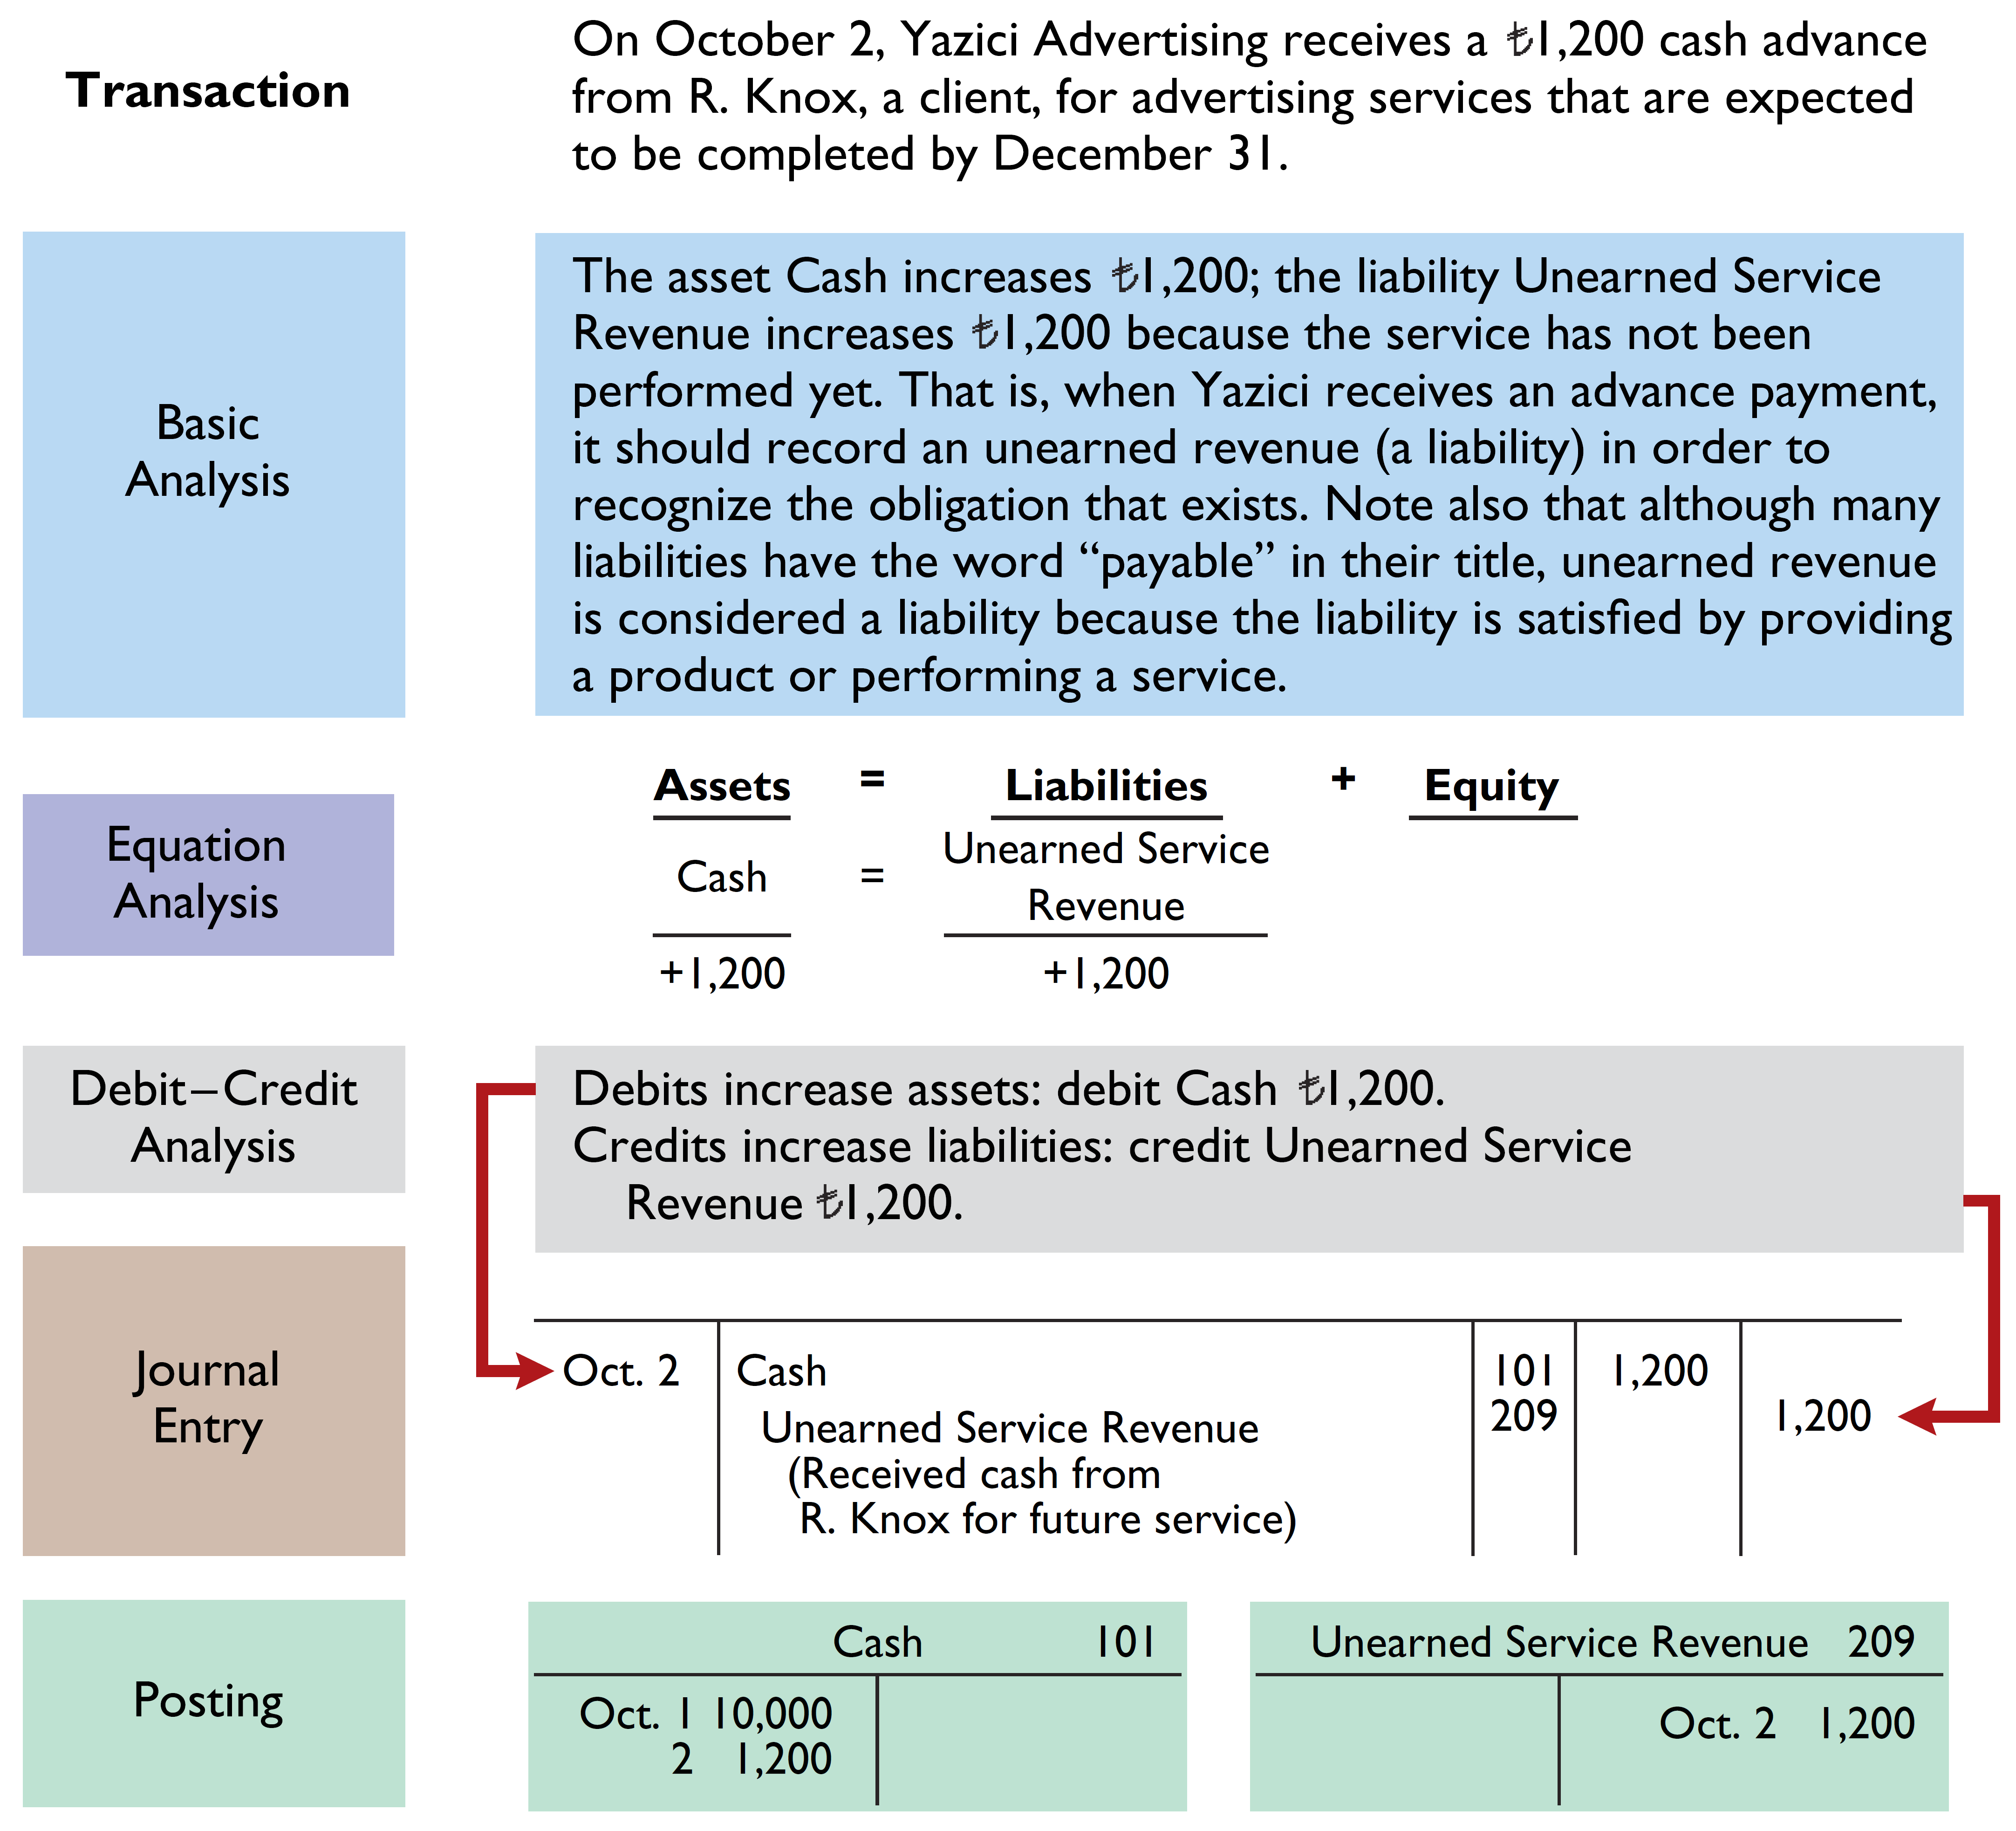 Transaction
On October 2, Yazici Advertising receives a ₺1,200 cash advance
from R. Knox, a client, for advertising services that are expected
to be completed by December 31.
Basic
Analysis
The asset Cash increases ₺1,200; the liability Unearned Service
Revenue increases ₺1,200 because the service has not been
performed yet. That is, when Yazici receives an advance payment,
it should record an unearned revenue (a liability) in order to
recognize the obligation that exists. Note also that although many
liabilities have the word “payable” in their title, unearned revenue
is considered a liability because the liability is satisfied by providing
a product or performing a service.
Equation
Analysis
Assets = Liabilities + Equity
Cash = Unearned Service
Revenue
+1,200 +1,200
Debit–Credit
Analysis
Debits increase assets: debit Cash ₺1,200.
Credits increase liabilities: credit Unearned Service
Revenue ₺1,200.
Journal
Entry
Oct. 2 Cash 101 1,200
Unearned Service Revenue 209 1,200
(Received cash from
R. Knox for future service)
Posting
Cash 101
Oct. 1 10,000
2 1,200
Unearned Service Revenue 209
Oct. 2 1,200